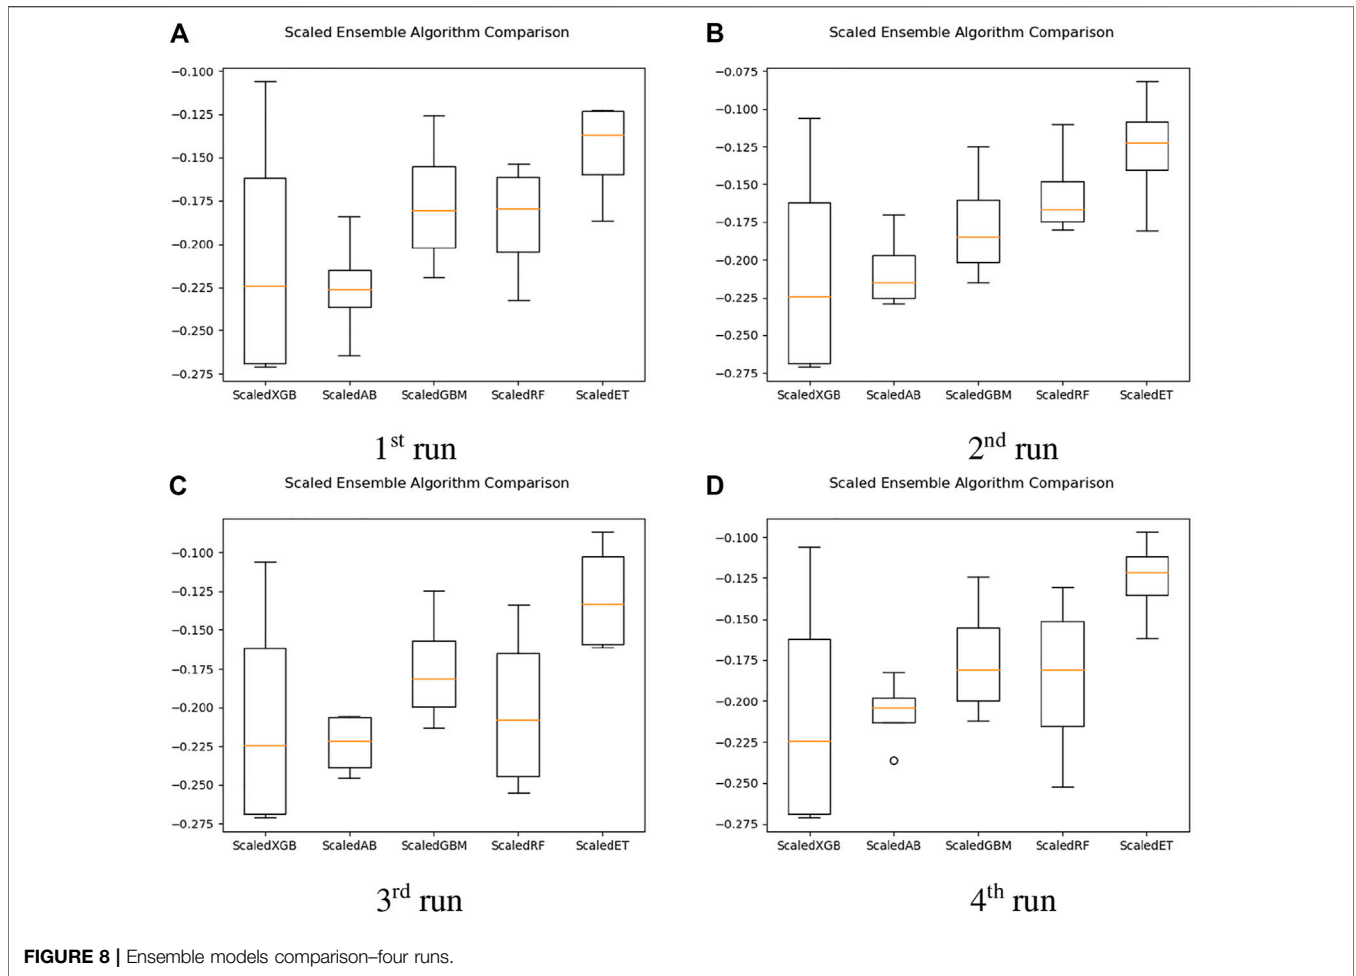 A
Scaled Ensemble Algorithm Comparison
−0.100
−0.125
−0.150
−0.175
−0.200
−0.225
−0.250
−0.275
ScaledXGB ScaledAB ScaledGBM ScaledRF ScaledET
1st run
B
Scaled Ensemble Algorithm Comparison
−0.075
−0.100
−0.125
−0.150
−0.175
−0.200
−0.225
−0.250
−0.275
ScaledXGB ScaledAB ScaledGBM ScaledRF ScaledET
2nd run
C
Scaled Ensemble Algorithm Comparison
−0.100
−0.125
−0.150
−0.175
−0.200
−0.225
−0.250
−0.275
ScaledXGB ScaledAB ScaledGBM ScaledRF ScaledET
3rd run
D
Scaled Ensemble Algorithm Comparison
−0.100
−0.125
−0.150
−0.175
−0.200
−0.225
−0.250
−0.275
ScaledXGB ScaledAB ScaledGBM ScaledRF ScaledET
4th run
FIGURE 8 | Ensemble models comparison–four runs.